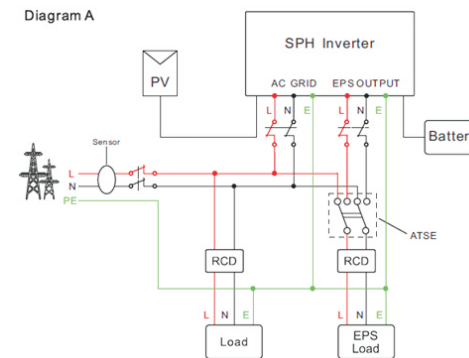 Diagram A
SPH Inverter
PV
AC GRID EPS OUTPUT
L N E L N E
Batter
Sensor
L
N
PE
ATSE
RCD RCD
L N E L N E
Load
EPS
Load